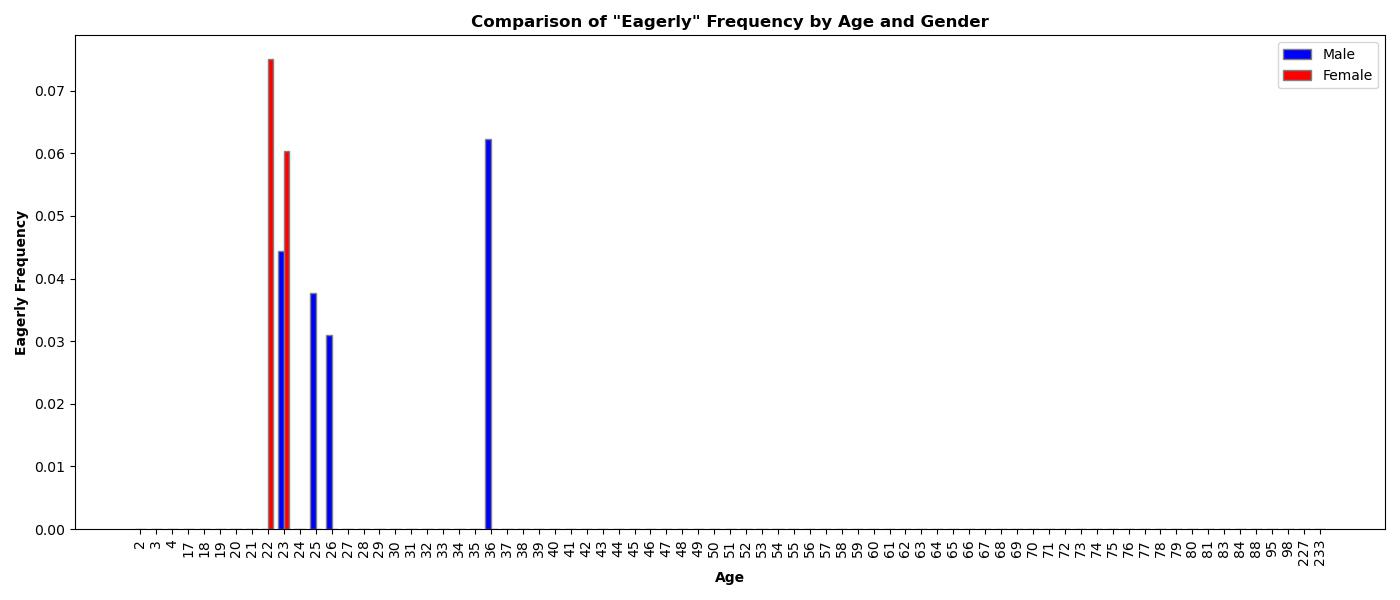 Comparison of "Eagerly" Frequency by Age and Gender
Male
Female
Eagerly Frequency
0.07
0.06
0.05
0.04
0.03
0.02
0.01
0.00
2 3 4 17 18 19 20 21 22 23 24 25 26 27 28 29 30 31 32 33 34 35 36 37 38 39 40 41 42 43 44 45 46 47 48 49 50 51 52 53 54 55 56 57 58 59 60 61 62 63 64 65 66 67 68 69 70 71 72 73 74 75 76 77 78 79 80 81 83 84 88 95 98 227 233
Age